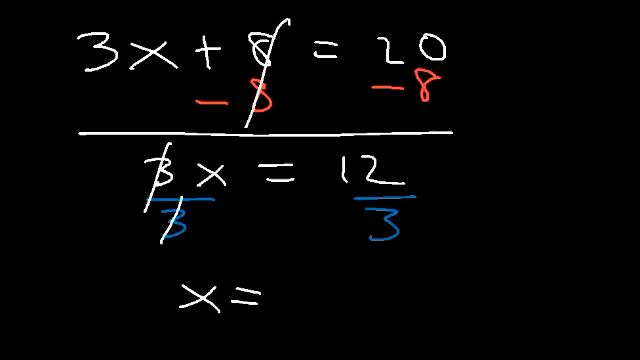 3x + 8 = 20
- 8 - 8
3x = 12
3 3
x =